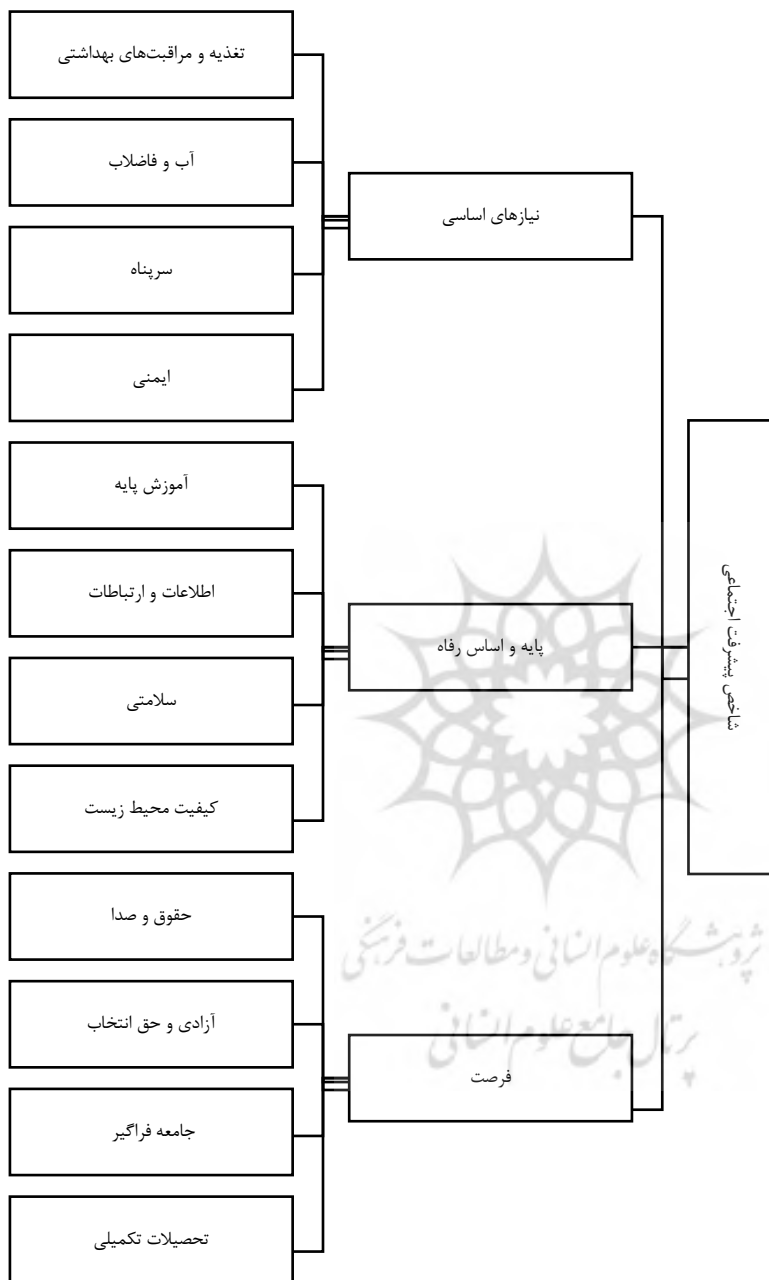 شاخص پیشرفت اجتماعی
نیازهای اساسی
تغذیه و مراقبت‌های بهداشتی
آب و فاضلاب
سرپناه
ایمنی
پایه و اساس رفاه
آموزش پایه
اطلاعات و ارتباطات
سلامتی
کیفیت محیط زیست
فرصت
حقوق و صدا
آزادی و حق انتخاب
جامعه فراگیر
تحصیلات تکمیلی
پژوهشگاه علوم انسانی و مطالعات فرهنگی
پرتال جامع علوم انسانی